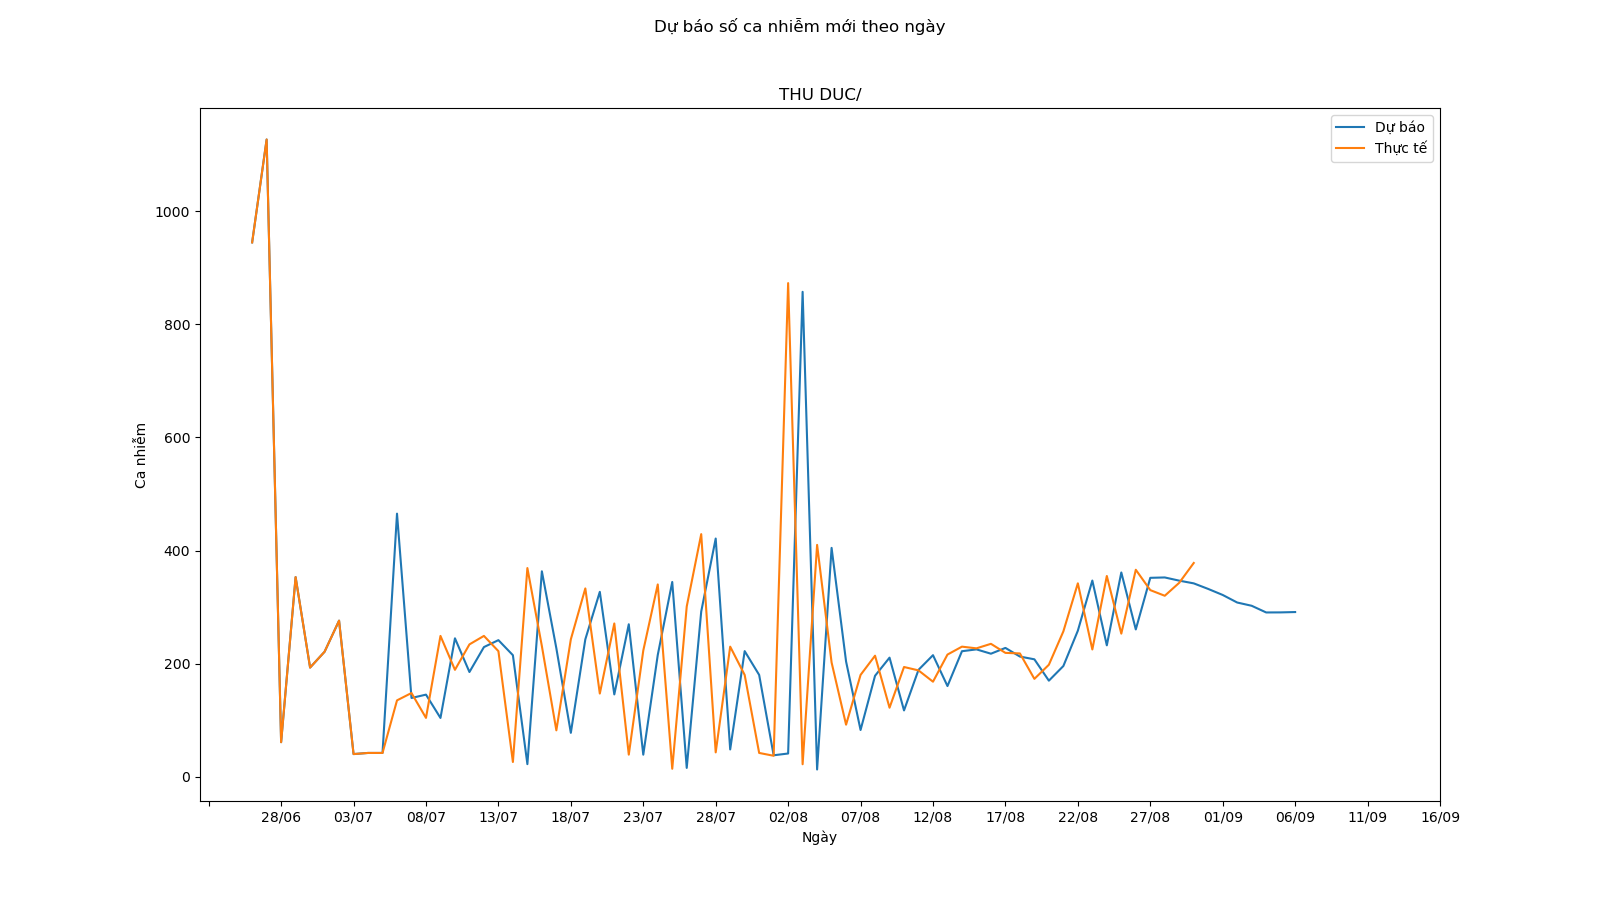 Dự báo số ca nhiễm mới theo ngày
THU DUC/
Dự báo
Thực tế
1000
800
600
400
200
0
Ca nhiễm
28/06 03/07 08/07 13/07 18/07 23/07 28/07 02/08 07/08 12/08 17/08 22/08 27/08 01/09 06/09 11/09 16/09
Ngày